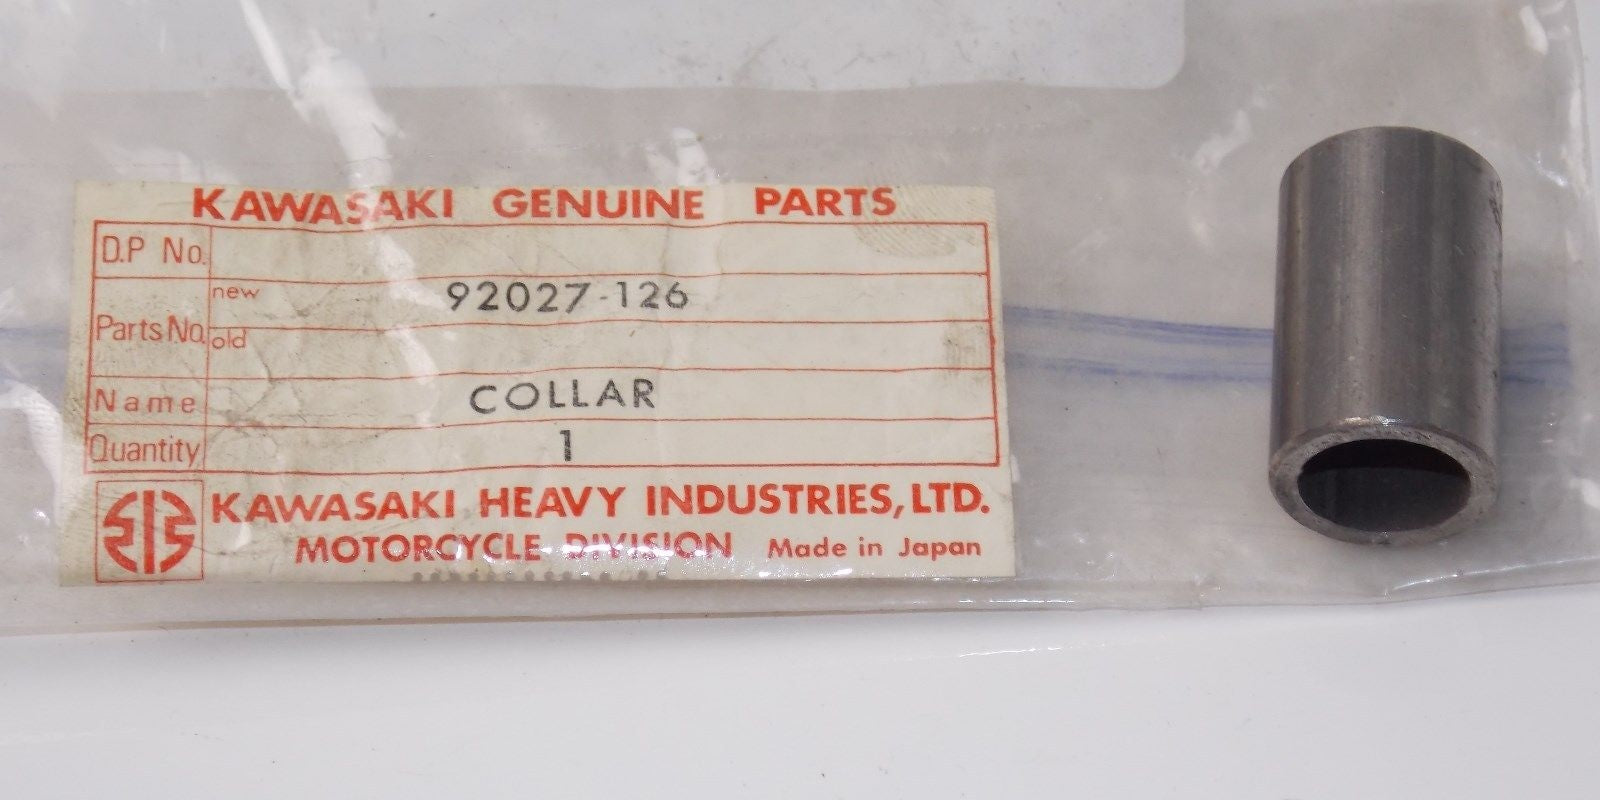 KAWASAKI GENUINE PARTS
D.P No.
Parts No. new 92027-126
old
Name COLLAR
Quantity 1
KAWASAKI HEAVY INDUSTRIES, LTD.
MOTORCYCLE DIVISION Made in Japan